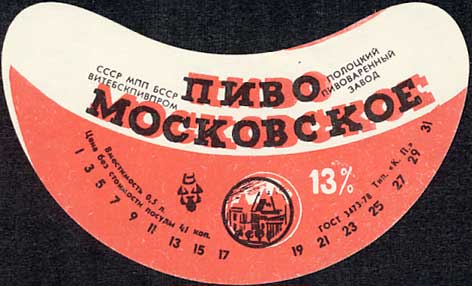 СССР МПП БССР
ВИТЕБСКПИВПРОМ
ПИВО
МОСКОВСКОЕ
ПОЛОЦКИЙ
ПИВОВАРЕННЫЙ
ЗАВОД
Вместимость 0,5 л
Цена без стоимости посуды 41 коп.
13%
ГОСТ 3473-78 Тип. «К. П.»
1 3 5 7 9 11 13 15 17 19 21 23 25 27 29 31